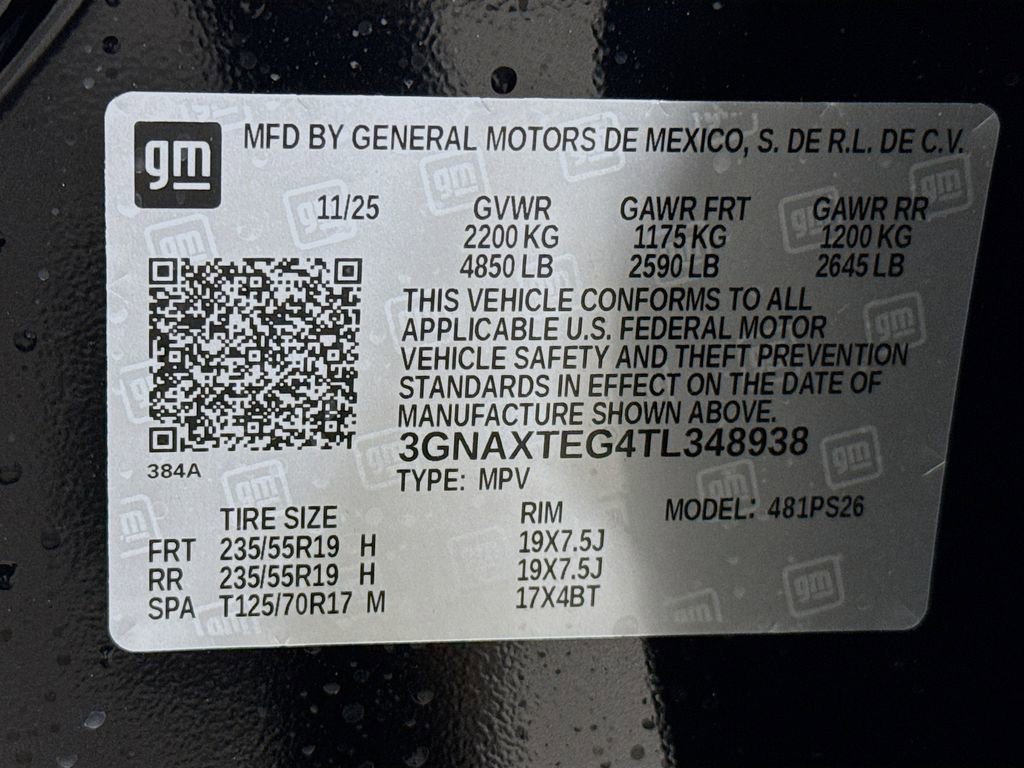 gm MFD BY GENERAL MOTORS DE MEXICO, S. DE R.L. DE C.V.
11/25 GVWR GAWR FRT GAWR RR
2200 KG 1175 KG 1200 KG
4850 LB 2590 LB 2645 LB
THIS VEHICLE CONFORMS TO ALL
APPLICABLE U.S. FEDERAL MOTOR
VEHICLE SAFETY AND THEFT PREVENTION
STANDARDS IN EFFECT ON THE DATE OF
MANUFACTURE SHOWN ABOVE.
3GNAXTEG4TL348938
384A
TYPE: MPV
TIRE SIZE RIM MODEL: 481PS26
FRT 235/55R19 H 19X7.5J
RR 235/55R19 H 19X7.5J
SPA T125/70R17 M 17X4BT